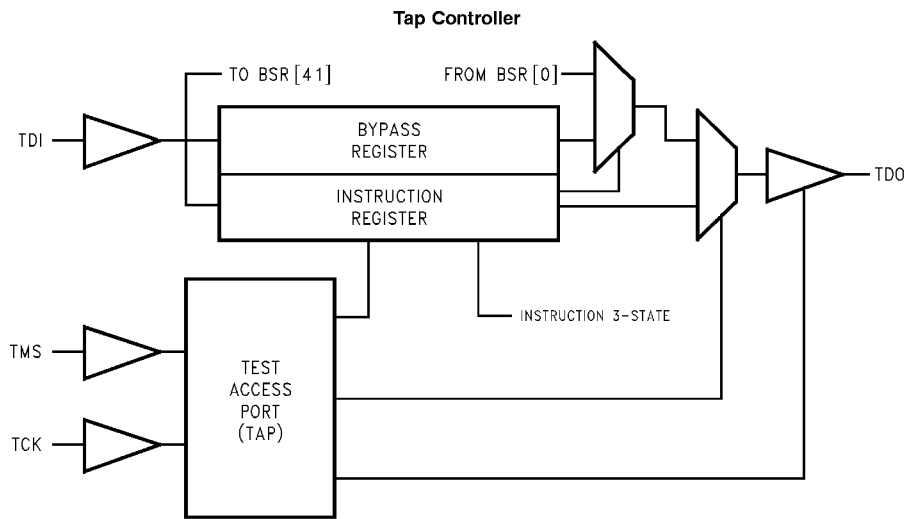 Tap Controller
TO BSR[41]
FROM BSR[0]
TDI
BYPASS
REGISTER
INSTRUCTION
REGISTER
TDO
INSTRUCTION 3-STATE
TMS
TCK
TEST
ACCESS
PORT
(TAP)